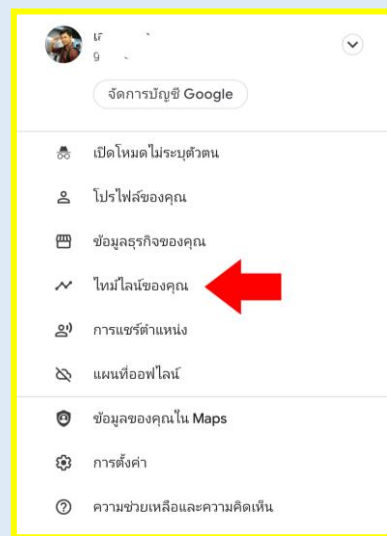 จัดการบัญชี Google
เปิดโหมดไม่ระบุตัวตน
โปรไฟล์ของคุณ
ข้อมูลธุรกิจของคุณ
ไทม์ไลน์ของคุณ
การแชร์ตำแหน่ง
แผนที่ออฟไลน์
ข้อมูลของคุณใน Maps
การตั้งค่า
ความช่วยเหลือและความคิดเห็น